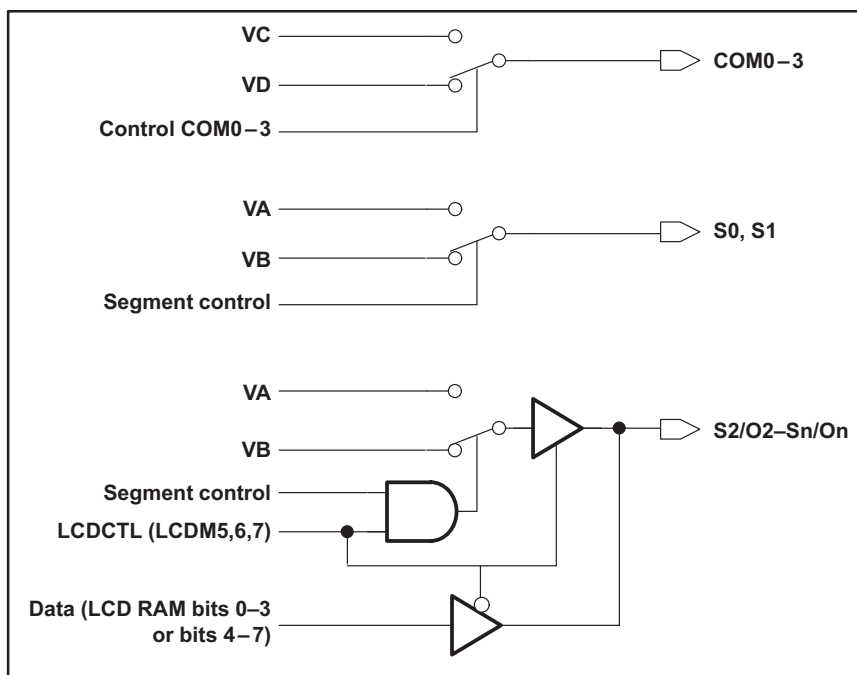 VC
VD
Control COM0–3
COM0–3
VA
VB
Segment control
S0, S1
VA
VB
Segment control
LCDCTL (LCDM5,6,7)
S2/O2–Sn/On
Data (LCD RAM bits 0–3
or bits 4–7)